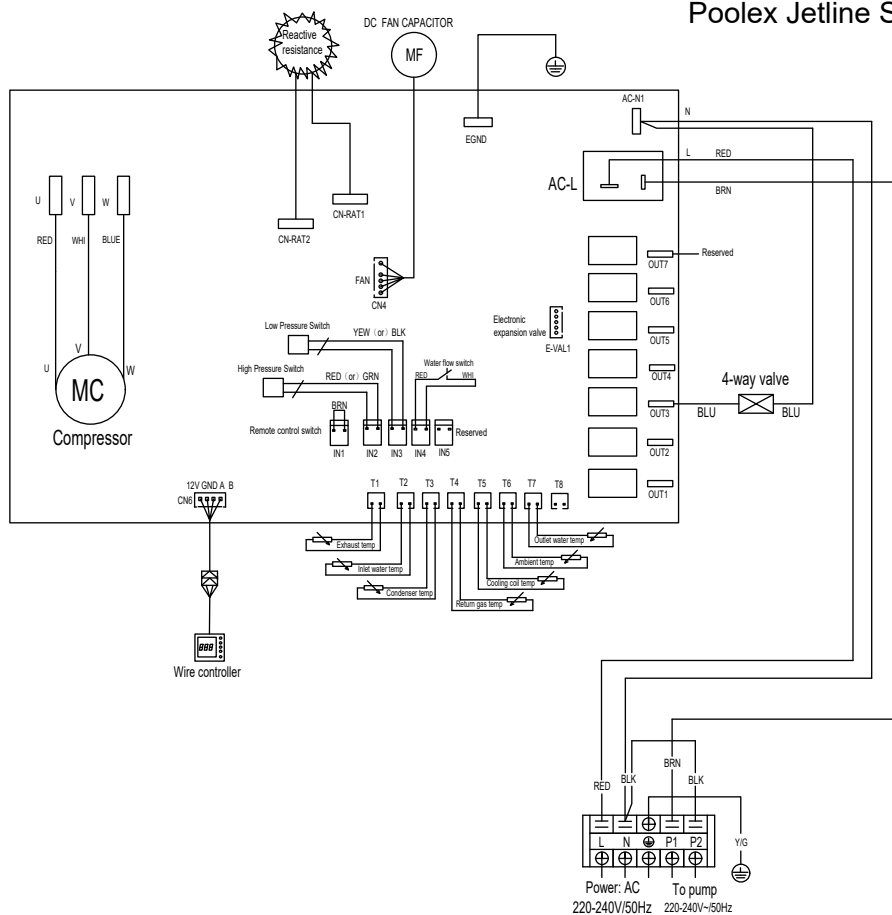 Poolex Jetline S
DC FAN CAPACITOR
Reactive
resistance
MF
AC-N1
N
EGND
L RED
AC-L
BRN
U V W
CN-RAT1
CN-RAT2
RED WHI BLUE
OUT7 Reserved
FAN
CN4
OUT6
Low Pressure Switch
YEW (or) BLK
Electronic
expansion valve
E-VAL1
OUT5
High Pressure Switch
RED (or) GRN
Water flow switch
RED WHI
OUT4
V
U W
MC
Compressor
4-way valve
BRN
OUT3
BLU BLU
Remote control switch
Reserved
IN1 IN2 IN3 IN4 IN5
OUT2
12V GND A B
CN6
T1 T2 T3 T4 T5 T6 T7 T8
OUT1
Exhaust temp
Outlet water temp
Inlet water temp
Ambient temp
Condenser temp
Cooling coil temp
Return gas temp
888
Wire controller
RED BLK BRN BLK
L N P1 P2
Y/G
Power: AC
220-240V/50Hz
To pump
220-240V~/50Hz